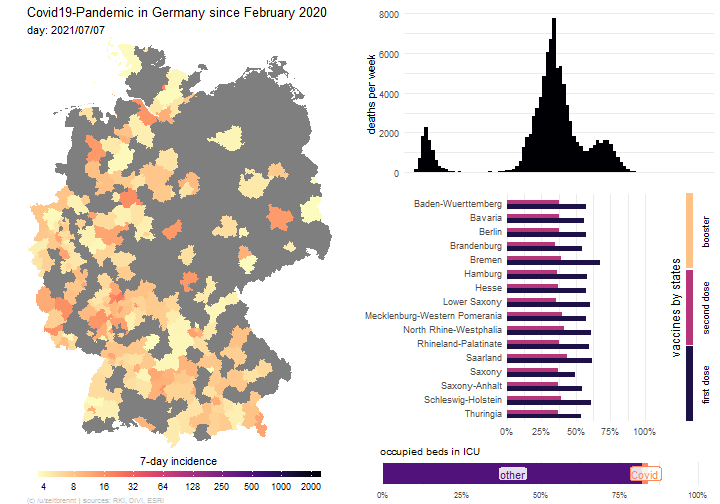 Covid19-Pandemic in Germany since February 2020
day: 2021/07/07
7-day incidence
4 8 16 32 64 125 250 500 1000 2000
(c) /u/zeitbremt | sources: RKI, DIVI, ESRI
deaths per week
8000
6000
4000
2000
0
Baden-Wuerttemberg
Bavaria
Berlin
Brandenburg
Bremen
Hamburg
Hesse
Lower Saxony
Mecklenburg-Western Pomerania
North Rhine-Westphalia
Rhineland-Palatinate
Saarland
Saxony
Saxony-Anhalt
Schleswig-Holstein
Thuringia
0% 25% 50% 75% 100%
vaccines by states
booster
second dose
first dose
occupied beds in ICU
other
Covid
0% 25% 50% 75% 100%